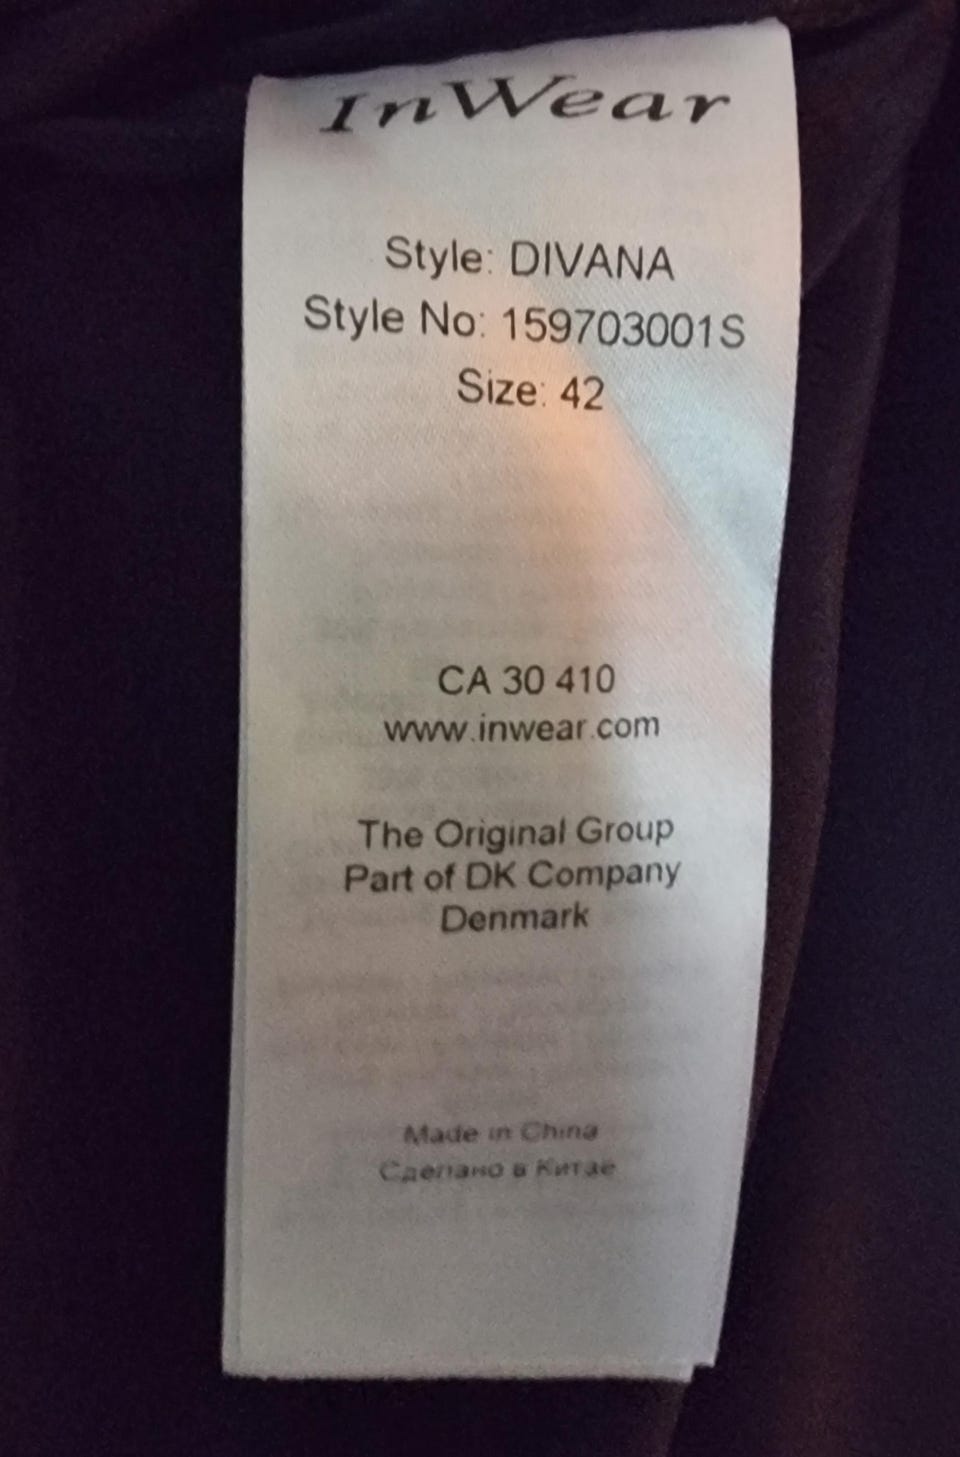 InWear
Style: DIVANA
Style No: 159703001S
Size: 42
CA 30 410
www.inwear.com
The Original Group
Part of DK Company
Denmark
Made in China
Сделано в Китае